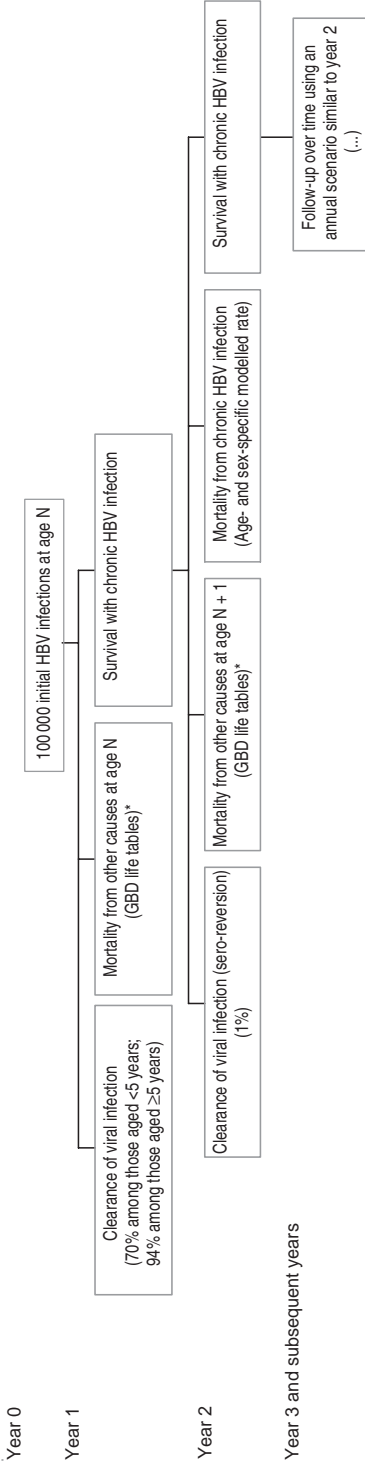 Year 0
100 000 initial HBV infections at age N
Year 1
Clearance of viral infection
(70% among those aged <5 years;
94% among those aged ≥5 years)
Mortality from other causes at age N
(GBD life tables)*
Survival with chronic HBV infection
Year 2
Clearance of viral infection (sero-reversion)
(1%)
Mortality from other causes at age N + 1
(GBD life tables)*
Mortality from chronic HBV infection
(Age- and sex-specific modelled rate)
Survival with chronic HBV infection
Year 3 and subsequent years
Follow-up over time using an
annual scenario similar to year 2
(...)